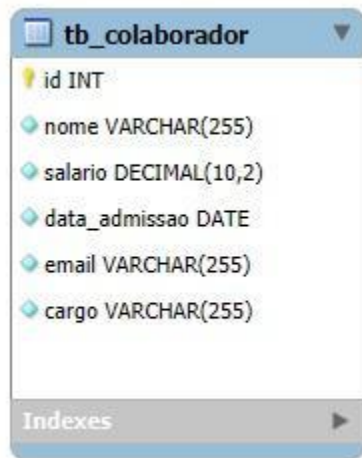 tb_colaborador
id INT
nome VARCHAR(255)
salario DECIMAL(10,2)
data_admissao DATE
email VARCHAR(255)
cargo VARCHAR(255)
Indexes